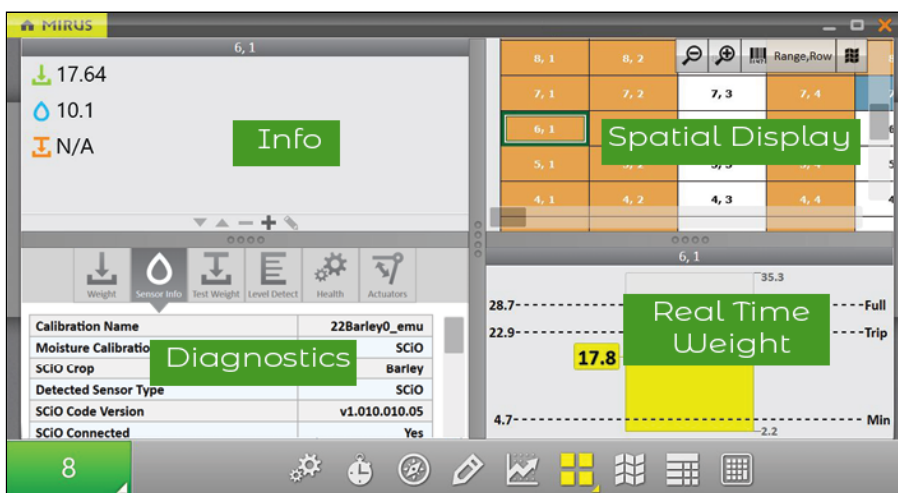 MIRUS
6, 1
17.64
10.1
N/A
Info
8, 1 8, 2 Range,Row
7, 1 7, 2 7, 3 7, 4
6, 1
Spatial Display
5, 1
4, 1 4, 2 4, 3 4, 4
Weight Sensor Info Test Weight Level Detect Health Actuators
Calibration Name 22Barley0_emu
Moisture Calibratio SCiO
SCiO Crop Barley
Detected Sensor Type SCiO
SCiO Code Version v1.010.010.05
SCiO Connected Yes
Diagnostics
6, 1
35.3
28.7 Full
22.9 Trip
17.8
4.7 Min
2.2
Real Time
Weight
8